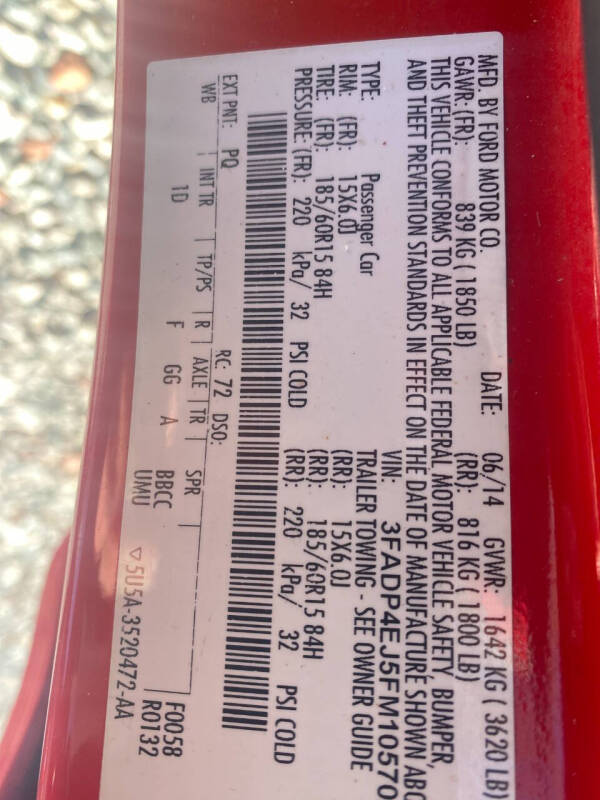 MFD. BY FORD MOTOR CO. DATE: 06/14 GVWR: 1642 KG ( 3620 LB)
GAWR: (FR): 839 KG ( 1850 LB) (RR): 816 KG ( 1800 LB)
THIS VEHICLE CONFORMS TO ALL APPLICABLE FEDERAL MOTOR VEHICLE SAFETY, BUMPER,
AND THEFT PREVENTION STANDARDS IN EFFECT ON THE DATE OF MANUFACTURE SHOWN ABO
VIN: 3FADP4EJ5FM10570
TYPE: Passenger Car TRAILER TOWING - SEE OWNER GUIDE
RIM: (FR): 15X6.0J (RR): 15X6.0J
TIRE: (FR): 185/60R15 84H (RR): 185/60R15 84H
PRESSURE (FR): 220 kPa/ 32 PSI COLD (RR): 220 kPa/ 32 PSI COLD
EXT PNT: PQ RC: 72 DSO:
WB | INT TR | TP/PS | R | AXLE | TR | SPR F0058
1D F GG A BBCC R0132
UMU
▽ 5U5A-3520472-AA